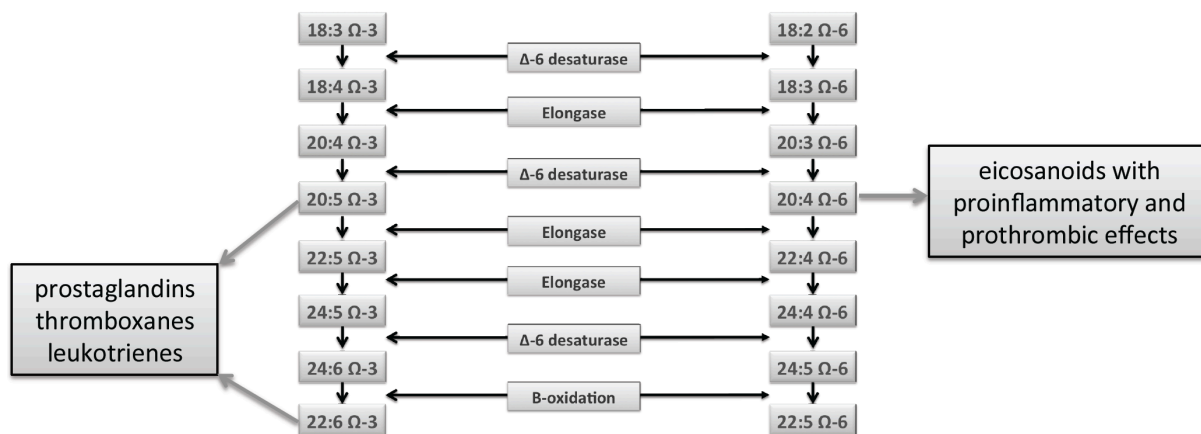 18:3 Ω-3
18:2 Ω-6
Δ-6 desaturase
18:4 Ω-3
18:3 Ω-6
Elongase
20:4 Ω-3
20:3 Ω-6
Δ-6 desaturase
20:5 Ω-3
20:4 Ω-6
eicosanoids with
proinflammatory and
prothrombic effects
Elongase
22:5 Ω-3
22:4 Ω-6
Elongase
prostaglandins
thromboxanes
leukotrienes
24:5 Ω-3
24:4 Ω-6
Δ-6 desaturase
24:6 Ω-3
24:5 Ω-6
B-oxidation
22:6 Ω-3
22:5 Ω-6